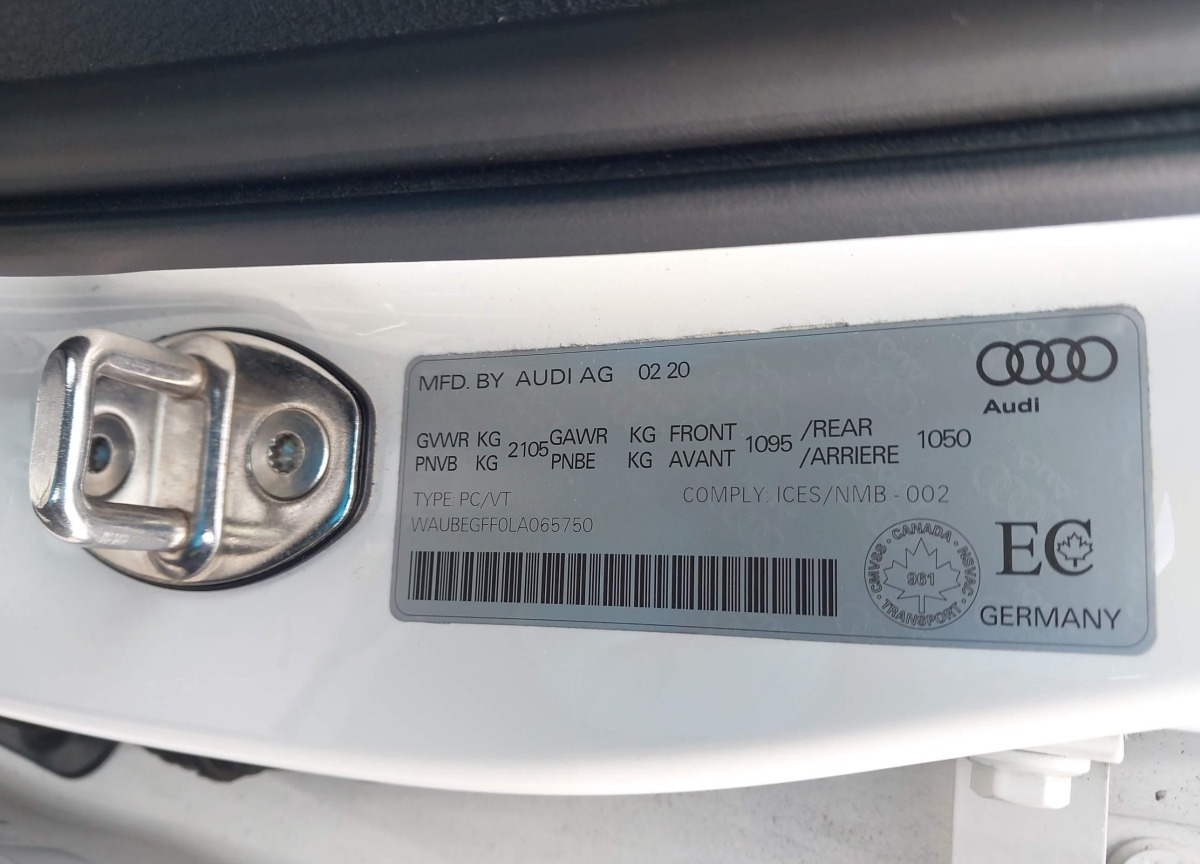 MFD. BY AUDI AG 02 20
Audi
GVWR KG 2105 GAWR KG FRONT 1095 /REAR 1050
PNVB KG PNBE KG AVANT /ARRIERE
TYPE: PC/VT COMPLY: ICES/NMB - 002
WAUBEGFF0LA065750
CANADA · NSVAC · TRANSPORT · CMVSS ·
961
EC
GERMANY